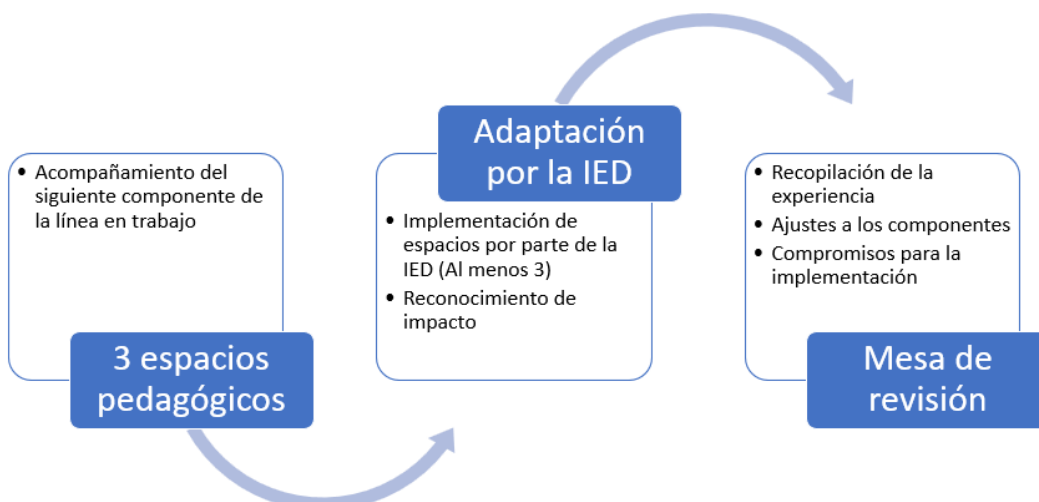 • Acompañamiento del
siguiente componente de
la línea en trabajo
3 espacios
pedagógicos
Adaptación
por la IED
• Implementación de
espacios por parte de la
IED (Al menos 3)
• Reconocimiento de
impacto
• Recopilación de la
experiencia
• Ajustes a los componentes
• Compromisos para la
implementación
Mesa de
revisión